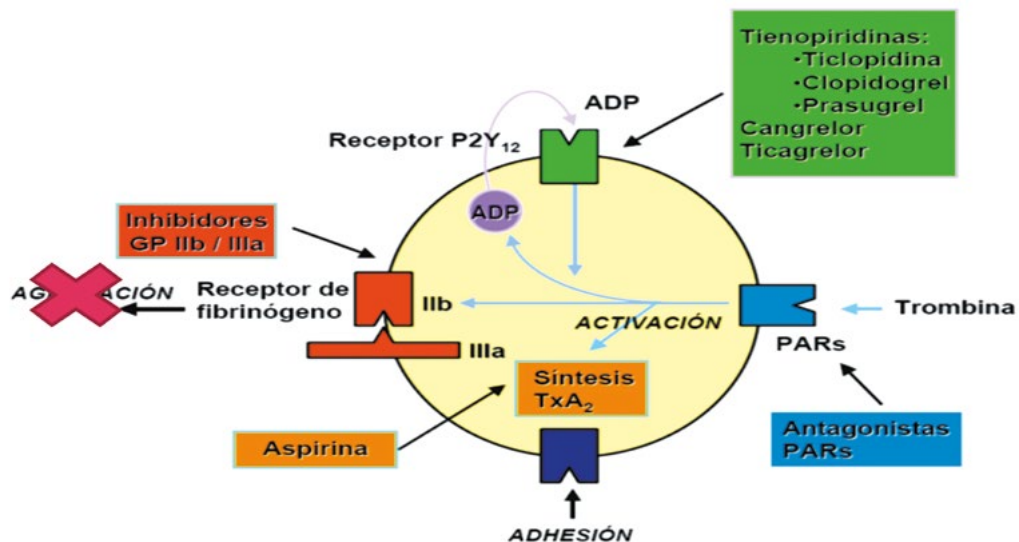 Tienopiridinas:
•Ticlopidina
•Clopidogrel
•Prasugrel
Cangrelor
Ticagrelor
ADP
Receptor P2Y₁₂
ADP
Inhibidores
GP IIb / IIIa
Receptor de
fibrinógeno
IIb
IIIa
ACTIVACIÓN
Trombina
PARs
Síntesis
TxA₂
Aspirina
Antagonistas
PARs
ADHESIÓN